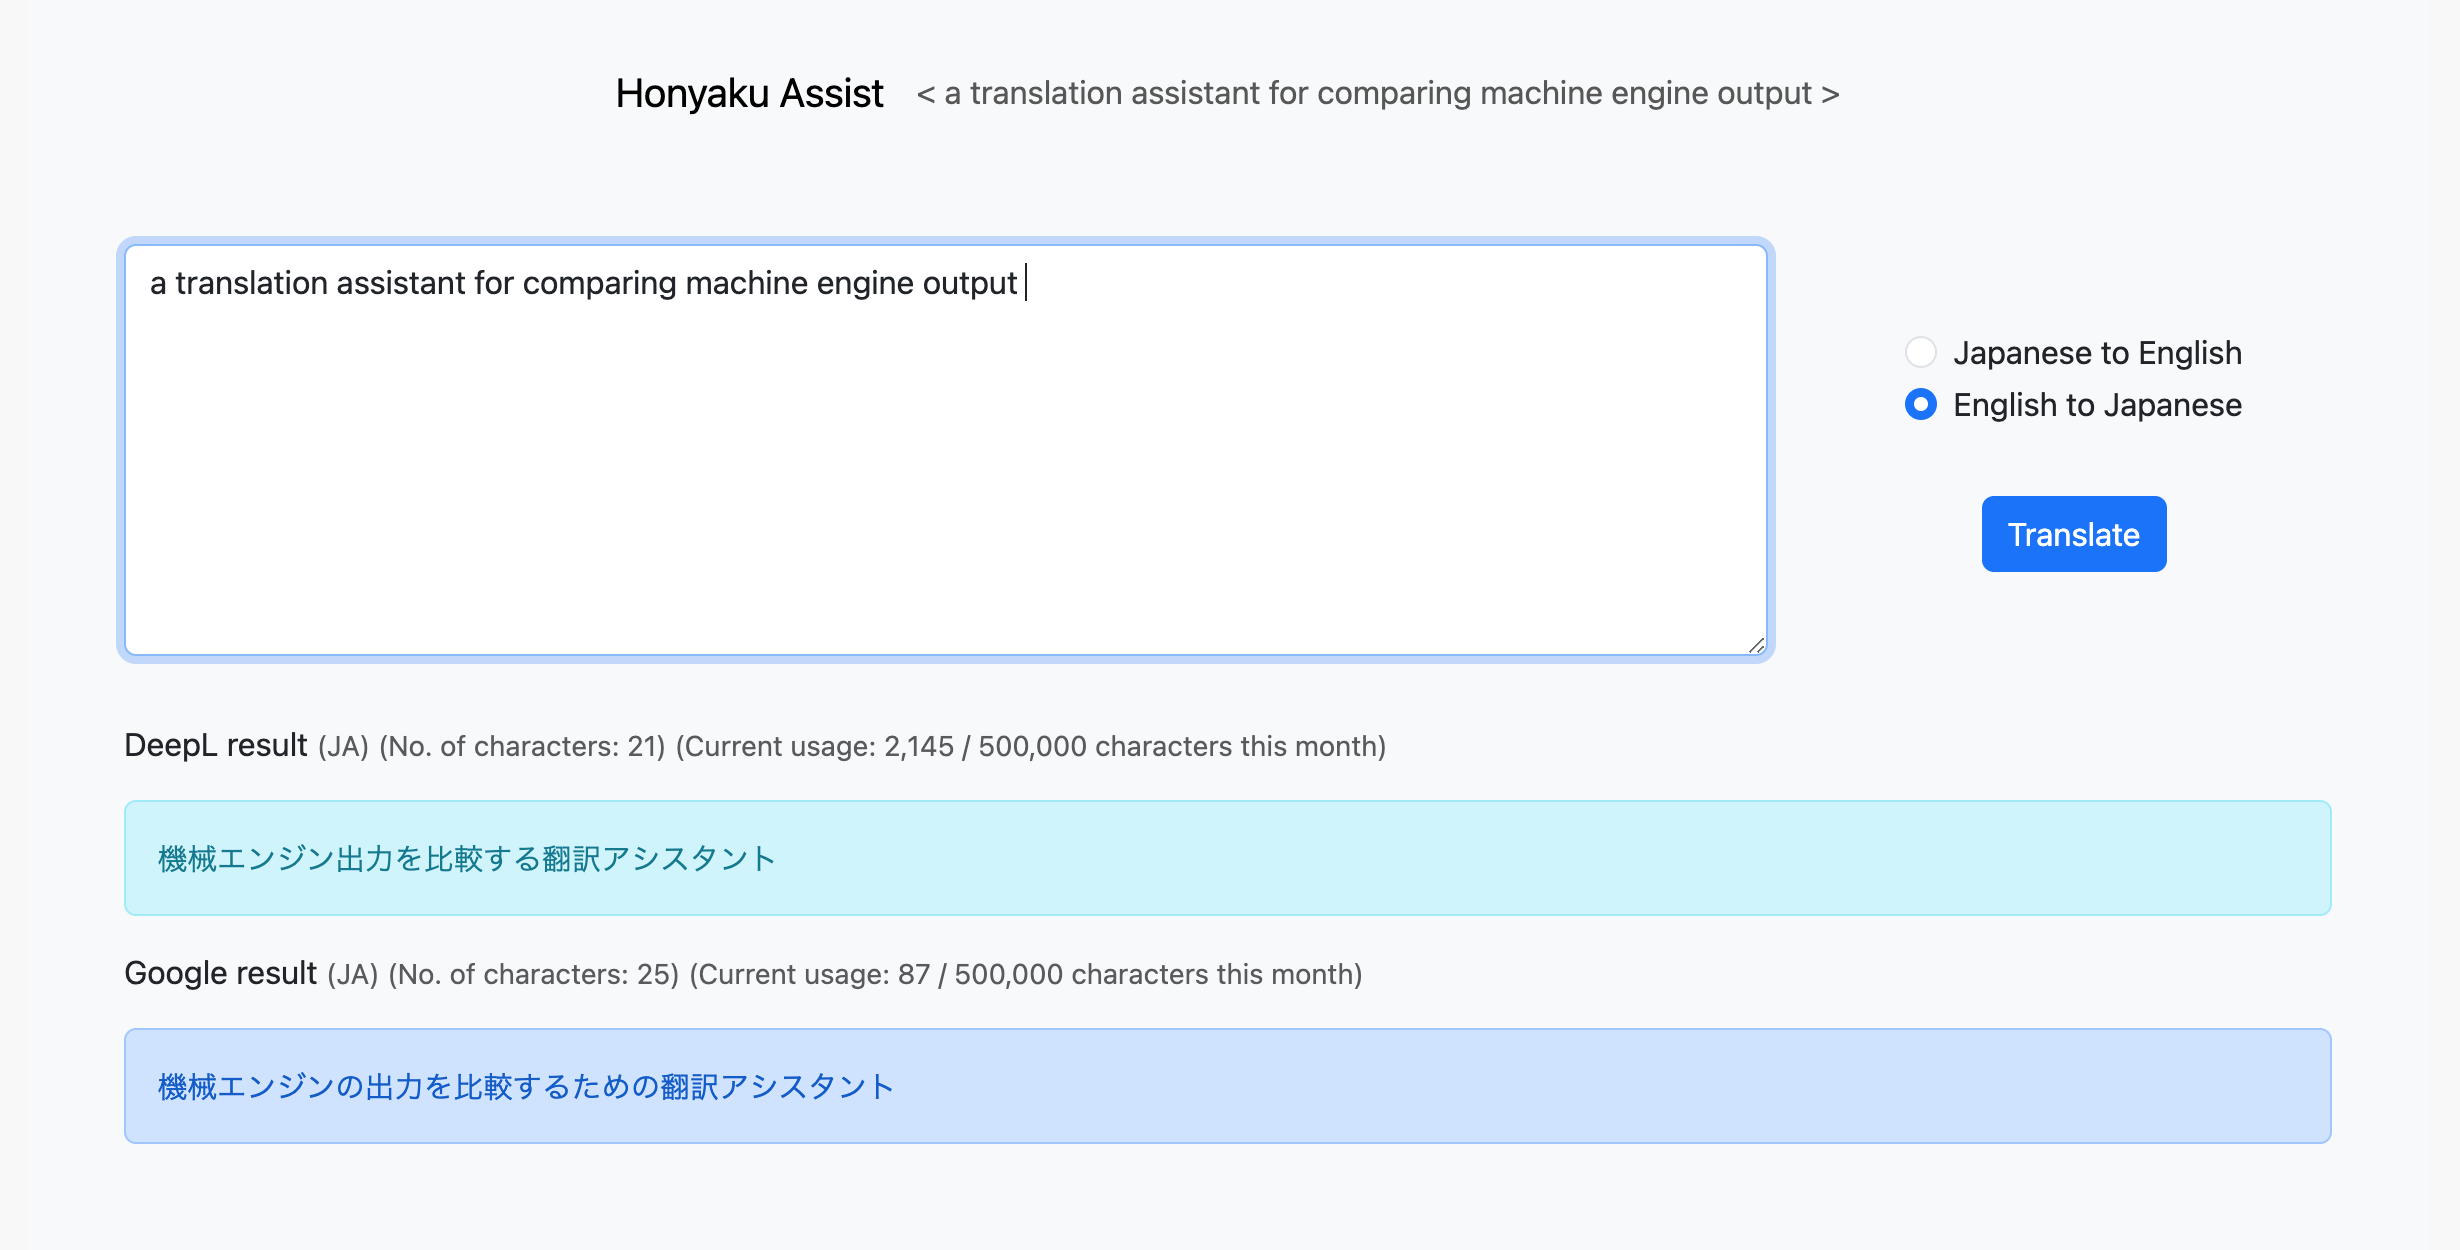 Honyaku Assist < a translation assistant for comparing machine engine output >
a translation assistant for comparing machine engine output
Japanese to English
English to Japanese
Translate
DeepL result (JA) (No. of characters: 21) (Current usage: 2,145 / 500,000 characters this month)
機械エンジン出力を比較する翻訳アシスタント
Google result (JA) (No. of characters: 25) (Current usage: 87 / 500,000 characters this month)
機械エンジンの出力を比較するための翻訳アシスタント